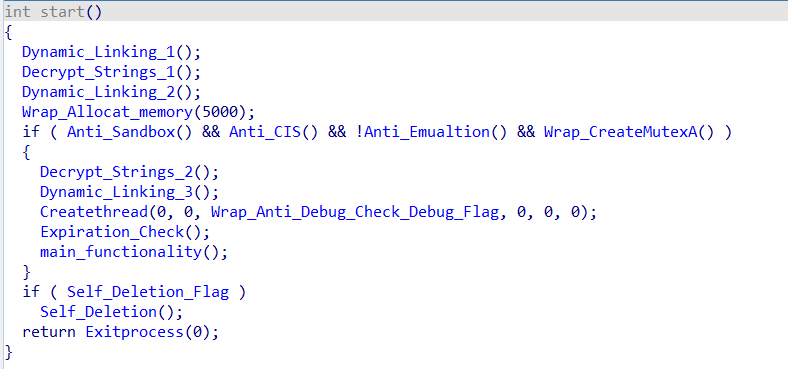 int start()
{
  Dynamic_Linking_1();
  Decrypt_Strings_1();
  Dynamic_Linking_2();
  Wrap_Allocat_memory(5000);
  if ( Anti_Sandbox() && Anti_CIS() && !Anti_Emualtion() && Wrap_CreateMutexA() )
  {
    Decrypt_Strings_2();
    Dynamic_Linking_3();
    Createthread(0, 0, Wrap_Anti_Debug_Check_Debug_Flag, 0, 0, 0);
    Expiration_Check();
    main_functionality();
  }
  if ( Self_Deletion_Flag )
    Self_Deletion();
  return Exitprocess(0);
}